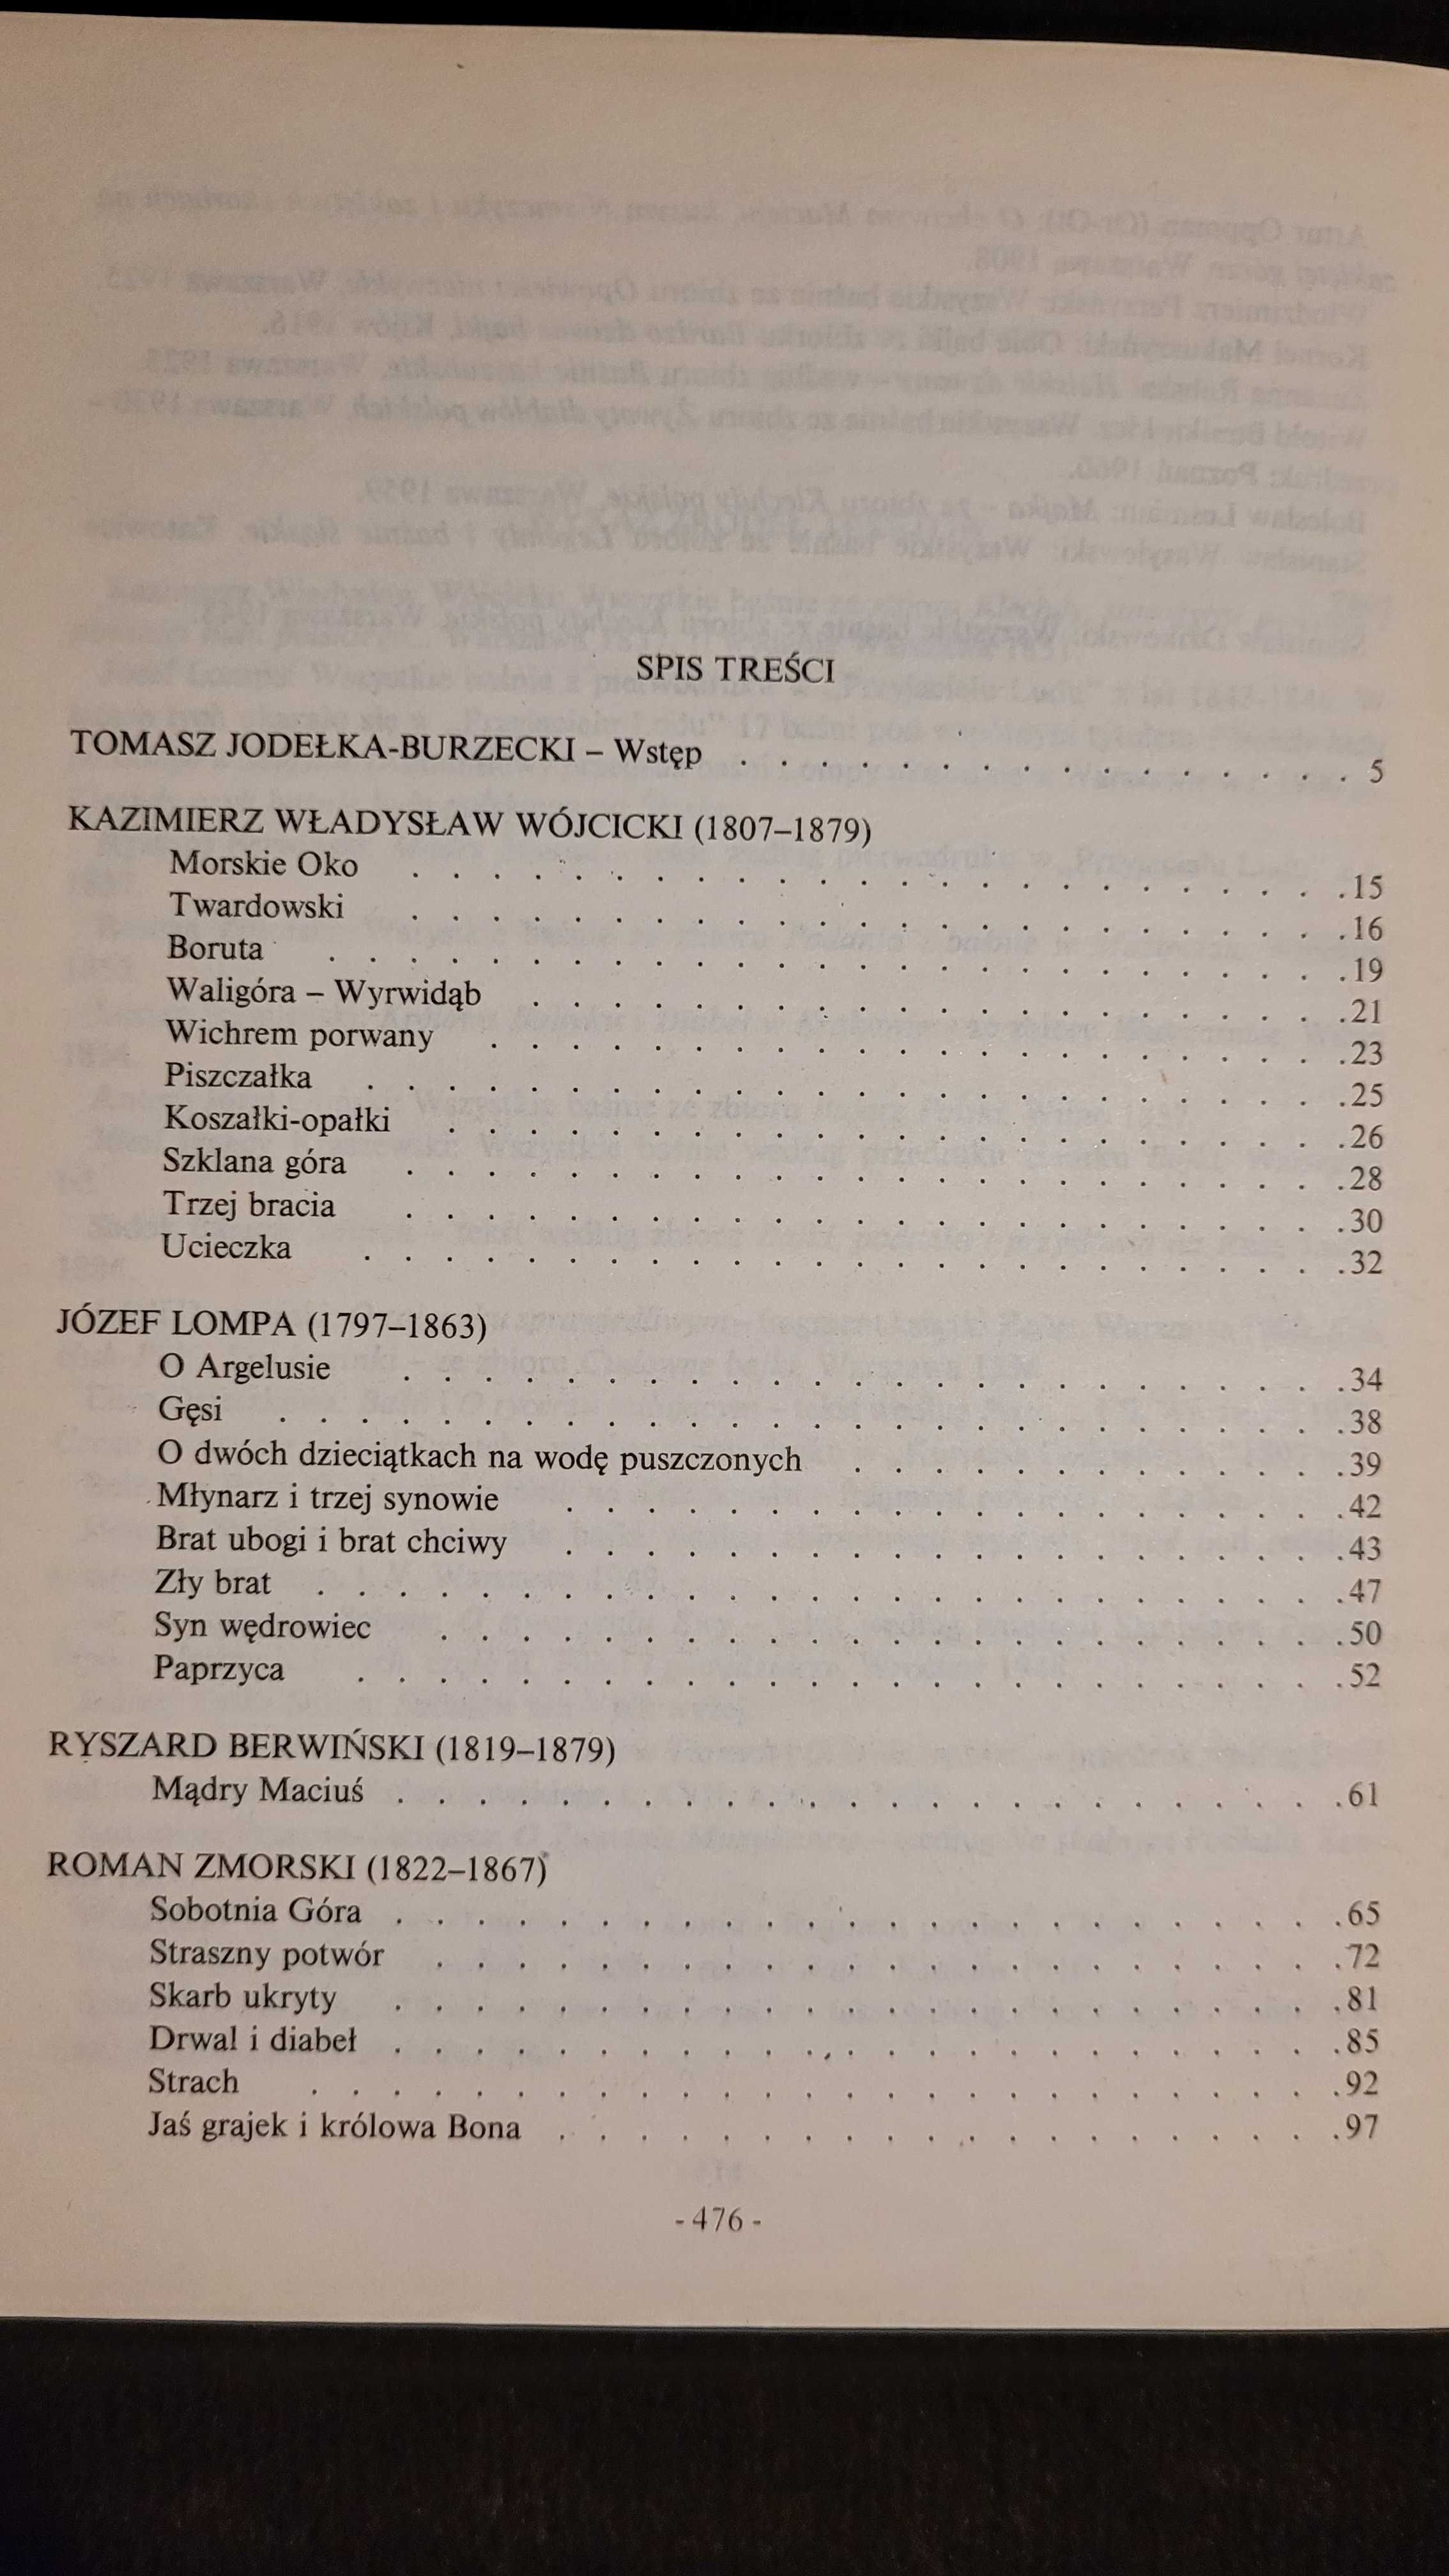 SPIS TREŚCI
TOMASZ JODEŁKA-BURZECKI – Wstęp . . . . . . . . . . . . . . . . 5
KAZIMIERZ WŁADYSŁAW WÓJCICKI (1807–1879)
Morskie Oko . . . . . . . . . . . . . . . . . . . . . . . .15
Twardowski . . . . . . . . . . . . . . . . . . . . . . . .16
Boruta . . . . . . . . . . . . . . . . . . . . . . . . . .19
Waligóra – Wyrwidąb . . . . . . . . . . . . . . . . . . . . .21
Wichrem porwany . . . . . . . . . . . . . . . . . . . . . .23
Piszczałka . . . . . . . . . . . . . . . . . . . . . . . . .25
Koszałki-opałki . . . . . . . . . . . . . . . . . . . . . . .26
Szklana góra . . . . . . . . . . . . . . . . . . . . . . . .28
Trzej bracia . . . . . . . . . . . . . . . . . . . . . . . .30
Ucieczka . . . . . . . . . . . . . . . . . . . . . . . . .32
JÓZEF LOMPA (1797–1863)
O Argelusie . . . . . . . . . . . . . . . . . . . . . . . .34
Gęsi . . . . . . . . . . . . . . . . . . . . . . . . . . .38
O dwóch dzieciątkach na wodę puszczonych . . . . . . . . . . . . .39
Młynarz i trzej synowie . . . . . . . . . . . . . . . . . . . .42
Brat ubogi i brat chciwy . . . . . . . . . . . . . . . . . . . .43
Zły brat . . . . . . . . . . . . . . . . . . . . . . . . . .47
Syn wędrowiec . . . . . . . . . . . . . . . . . . . . . . .50
Paprzyca . . . . . . . . . . . . . . . . . . . . . . . . .52
RYSZARD BERWIŃSKI (1819–1879)
Mądry Maciuś . . . . . . . . . . . . . . . . . . . . . . . .61
ROMAN ZMORSKI (1822–1867)
Sobotnia Góra . . . . . . . . . . . . . . . . . . . . . . . .65
Straszny potwór . . . . . . . . . . . . . . . . . . . . . . .72
Skarb ukryty . . . . . . . . . . . . . . . . . . . . . . . .81
Drwal i diabeł . . . . . . . . . . . . . . . . . . . . . . . .85
Strach . . . . . . . . . . . . . . . . . . . . . . . . . .92
Jaś grajek i królowa Bona . . . . . . . . . . . . . . . . . . . .97
- 476 -